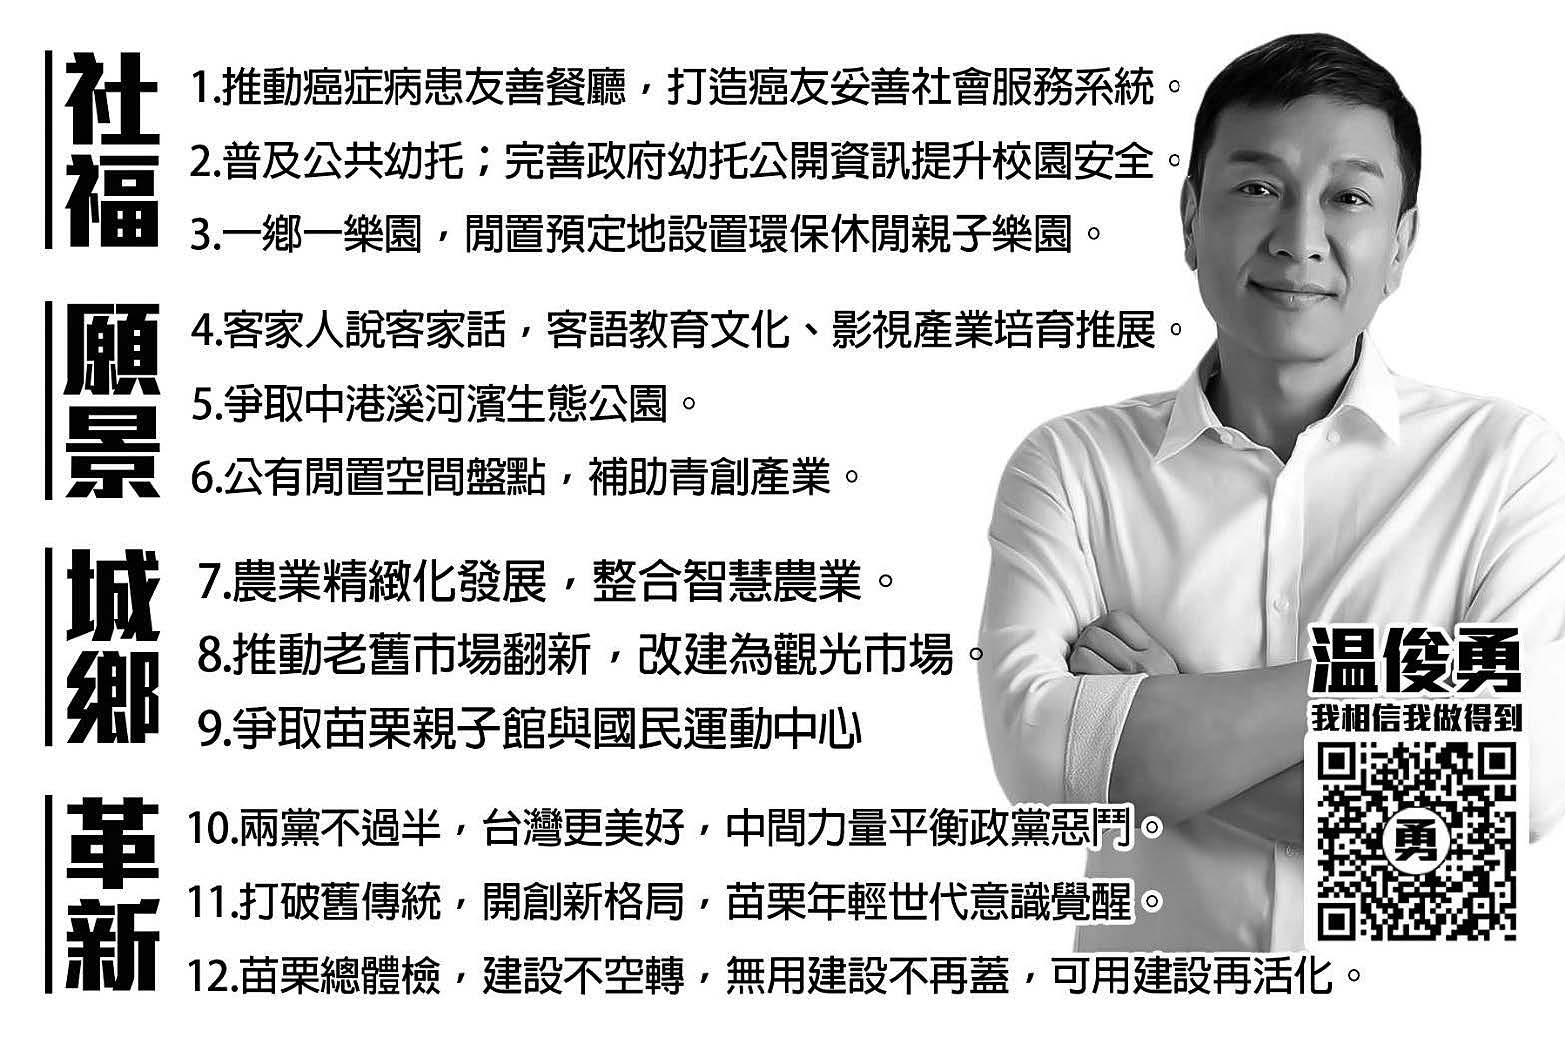 社福
1.推動癌症病患友善餐廳，打造癌友妥善社會服務系統。
2.普及公共幼托；完善政府幼托公開資訊提升校園安全。
3.一鄉一樂園，閒置預定地設置環保休閒親子樂園。
願景
4.客家人說客家話，客語教育文化、影視產業培育推展。
5.爭取中港溪河濱生態公園。
6.公有閒置空間盤點，補助青創產業。
城鄉
7.農業精緻化發展，整合智慧農業。
8.推動老舊市場翻新，改建為觀光市場。
9.爭取苗栗親子館與國民運動中心
革新
10.兩黨不過半，台灣更美好，中間力量平衡政黨惡鬥。
11.打破舊傳統，開創新格局，苗栗年輕世代意識覺醒。
12.苗栗總體檢，建設不空轉，無用建設不再蓋，可用建設再活化。
温俊勇
我相信我做得到
勇